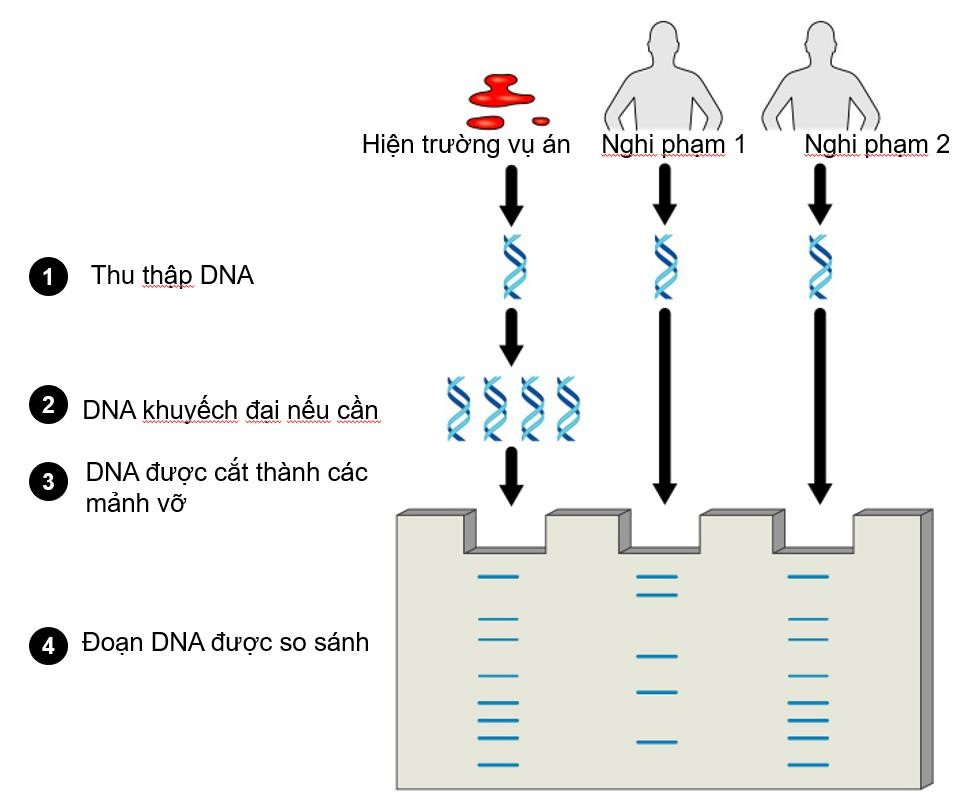 Hiện trường vụ án
Nghi phạm 1
Nghi phạm 2
1 Thu thập DNA
2 DNA khuyếch đại nếu cần
3 DNA được cắt thành các
mảnh vỡ
4 Đoạn DNA được so sánh